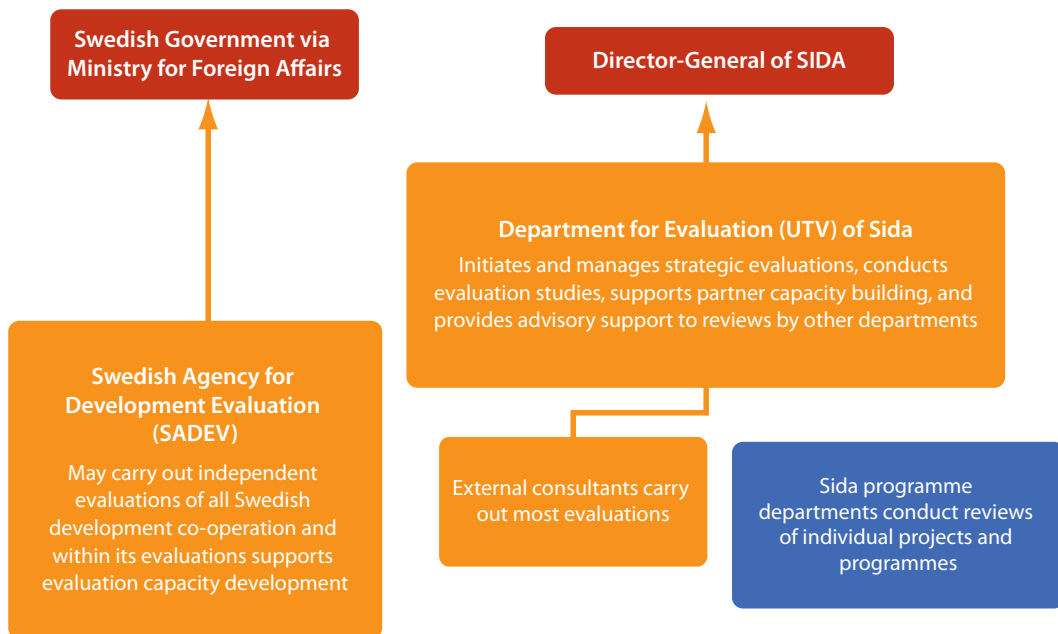 Swedish Government via
Ministry for Foreign Affairs
Director-General of SIDA
Department for Evaluation (UTV) of Sida
Initiates and manages strategic evaluations, conducts
evaluation studies, supports partner capacity building, and
provides advisory support to reviews by other departments
Swedish Agency for
Development Evaluation
(SADEV)
May carry out independent
evaluations of all Swedish
development co-operation and
within its evaluations supports
evaluation capacity development
External consultants carry
out most evaluations
Sida programme
departments conduct reviews
of individual projects and
programmes